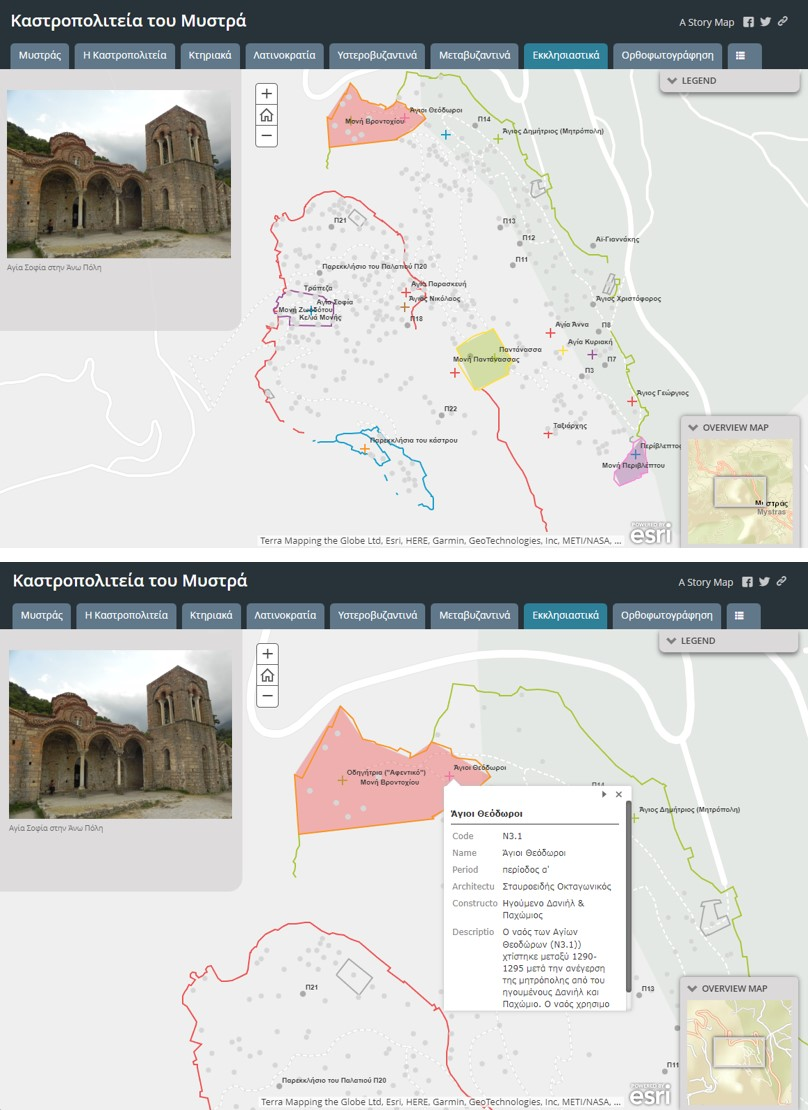 Καστροπολιτεία του Μυστρά
A Story Map
Μυστράς
Η Καστροπολιτεία
Κτηριακά
Λατινοκρατία
Υστεροβυζαντινά
Μεταβυζαντινά
Εκκλησιαστικά
Ορθοφωτογράφηση
LEGEND
Αγία Σοφία στην Άνω Πόλη
Άγιοι Θεόδωροι
Μονή Βροντοχίου
Π14
Άγιος Δημήτριος (Μητρόπολη)
Π21
Π13
Π12
Αϊ-Γιαννάκης
Π11
Παρεκκλήσιο του Παλατιού Π20
Αγία Παρασκευή
Τράπεζα
Άγιος Νικόλαος
Άγιος Χριστόφορος
Αγία Σοφία
Μονή Ζωοδότου
Κελιά Μονής
Π18
Αγία Άννα
Π8
Αγία Κυριακή
Παντάνασσα
Μονή Παντάνασσας
Π7
Π3
Άγιος Γεώργιος
Π22
Ταξιάρχης
Παρεκκλήσια του κάστρου
Περίβλεπτος
Μονή Περιβλέπτου
OVERVIEW MAP
Μυστράς
Mystras
Terra Mapping the Globe Ltd, Esri, HERE, Garmin, GeoTechnologies, Inc, METI/NASA, ...
POWERED BY
esri
Καστροπολιτεία του Μυστρά
A Story Map
Μυστράς
Η Καστροπολιτεία
Κτηριακά
Λατινοκρατία
Υστεροβυζαντινά
Μεταβυζαντινά
Εκκλησιαστικά
Ορθοφωτογράφηση
LEGEND
Αγία Σοφία στην Άνω Πόλη
Οδηγήτρια ("Αφεντικό")
Μονή Βροντοχίου
Άγιοι Θεόδωροι
Π14
Άγιος Δημήτριος (Μητρόπολη)
Άγιοι Θεόδωροι
Code N3.1
Name Άγιοι Θεόδωροι
Period περίοδος α'
Architectu Σταυροειδής Οκταγωνικός
Constructo Ηγούμενο Δανιήλ &
Παχώμιος
Descriptio Ο ναός των Αγίων
Θεοδώρων (N3.1))
χτίστηκε μεταξύ 1290-
1295 μετά την ανέγερση
της μητρόπολης από του
ηγουμένους Δανιήλ και
Παχώμιο. Ο ναός χρησιμο
Π21
Π13
Π11
Παρεκκλήσιο του Παλατιού Π20
OVERVIEW MAP
Terra Mapping the Globe Ltd, Esri, HERE, Garmin, GeoTechnologies, Inc, METI/NASA, ...
POWERED BY
esri